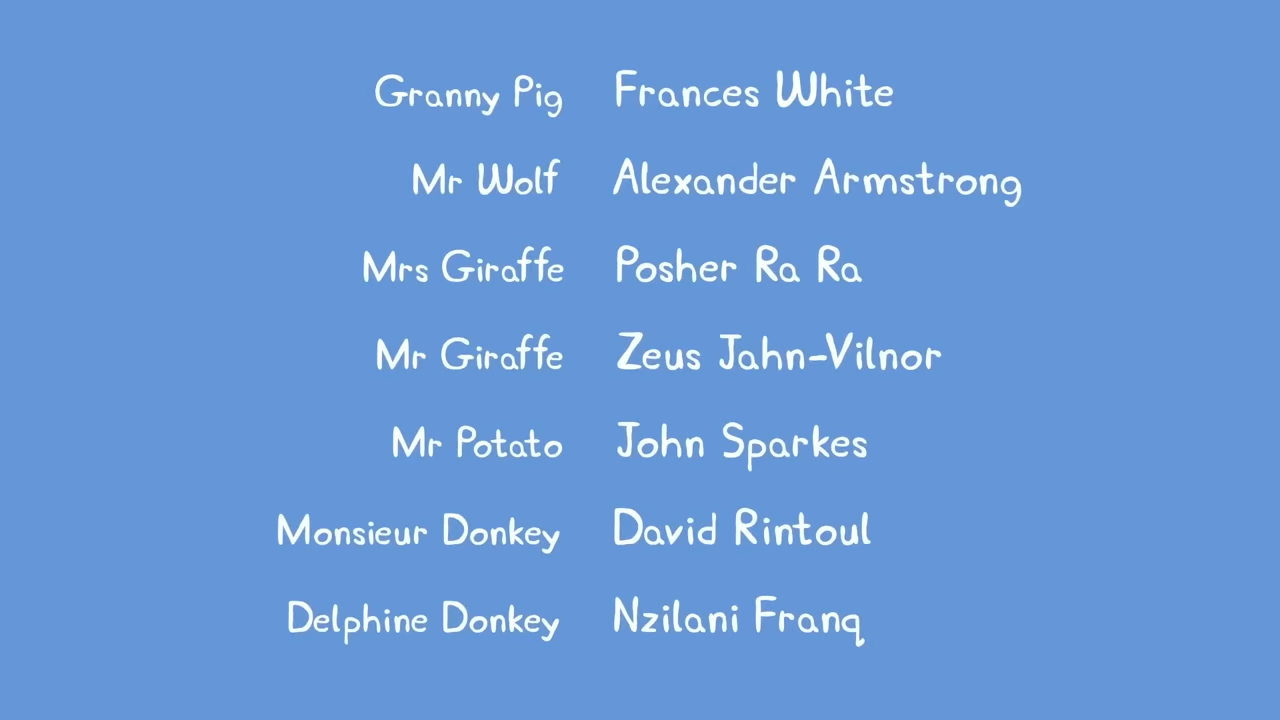 Granny Pig Frances White
Mr Wolf Alexander Armstrong
Mrs Giraffe Posher Ra Ra
Mr Giraffe Zeus Jahn-Vilnor
Mr Potato John Sparkes
Monsieur Donkey David Rintoul
Delphine Donkey Nzilani Franq